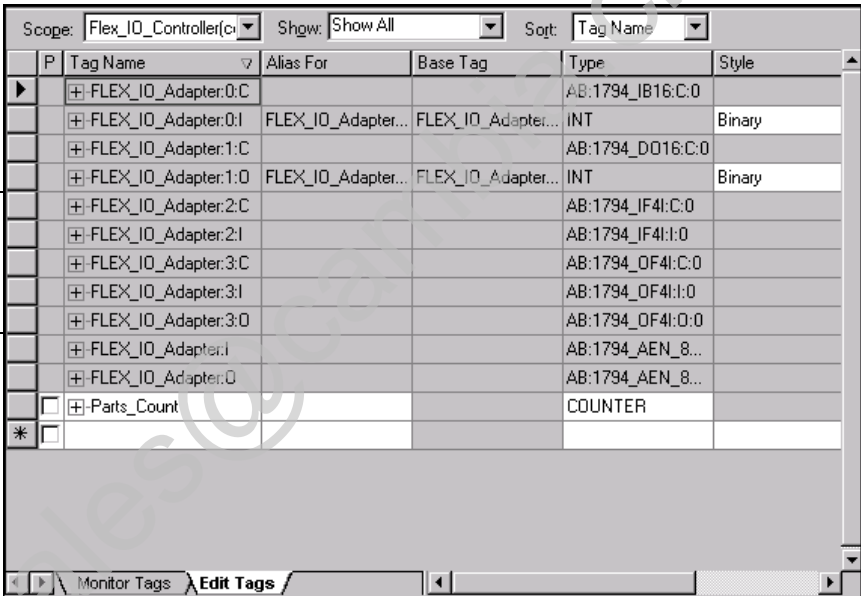 Scope: Flex_IO_Controller(c Show: Show All Sort: Tag Name
P Tag Name Alias For Base Tag Type Style
FLEX_IO_Adapter:0:C AB:1794_IB16:C:0
FLEX_IO_Adapter:0:I FLEX_IO_Adapter... FLEX_IO_Adapter... INT Binary
FLEX_IO_Adapter:1:C AB:1794_DO16:C:0
FLEX_IO_Adapter:1:O FLEX_IO_Adapter... FLEX_IO_Adapter... INT Binary
FLEX_IO_Adapter:2:C AB:1794_IF4I:C:0
FLEX_IO_Adapter:2:I AB:1794_IF4I:I:0
FLEX_IO_Adapter:3:C AB:1794_OF4I:C:0
FLEX_IO_Adapter:3:I AB:1794_OF4I:I:0
FLEX_IO_Adapter:3:O AB:1794_OF4I:O:0
FLEX_IO_Adapter:I AB:1794_AEN_8...
FLEX_IO_Adapter:O AB:1794_AEN_8...
Parts_Count COUNTER
Monitor Tags Edit Tags